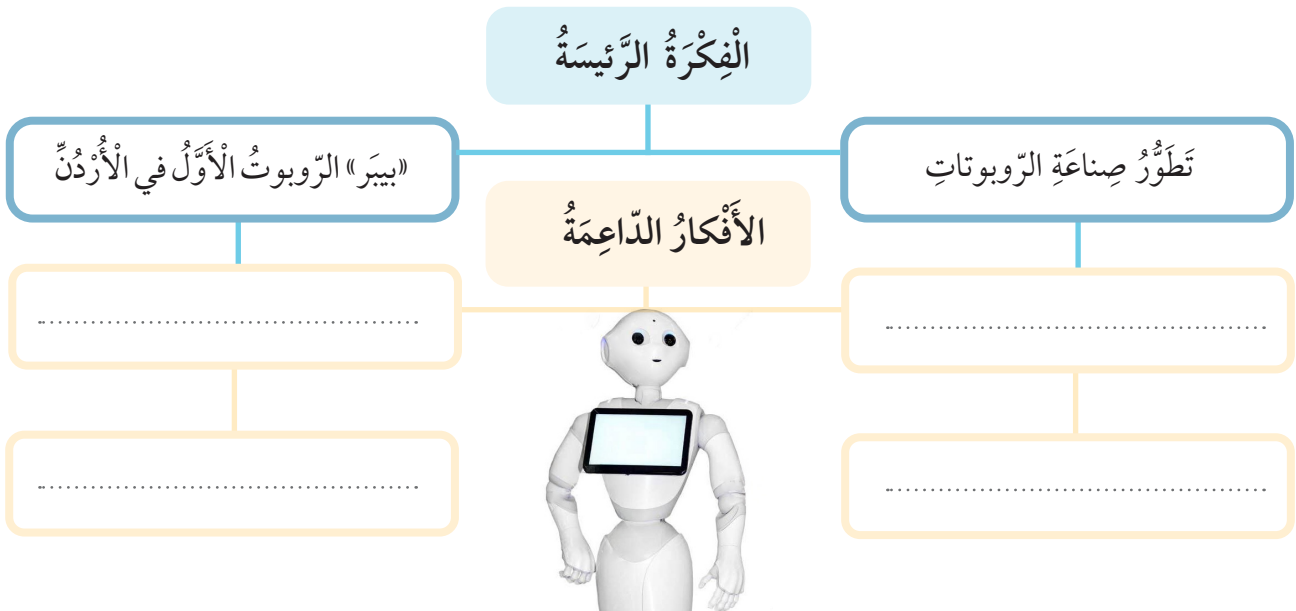 الْفِكْرَةُ الرَّئيسَةُ
تَطَوُّرُ صِناعَةِ الرّوبوتاتِ
«بيبَر» الرّوبوتُ الْأَوَّلُ في الْأُرْدُنِّ
الأَفْكارُ الدّاعِمَةُ